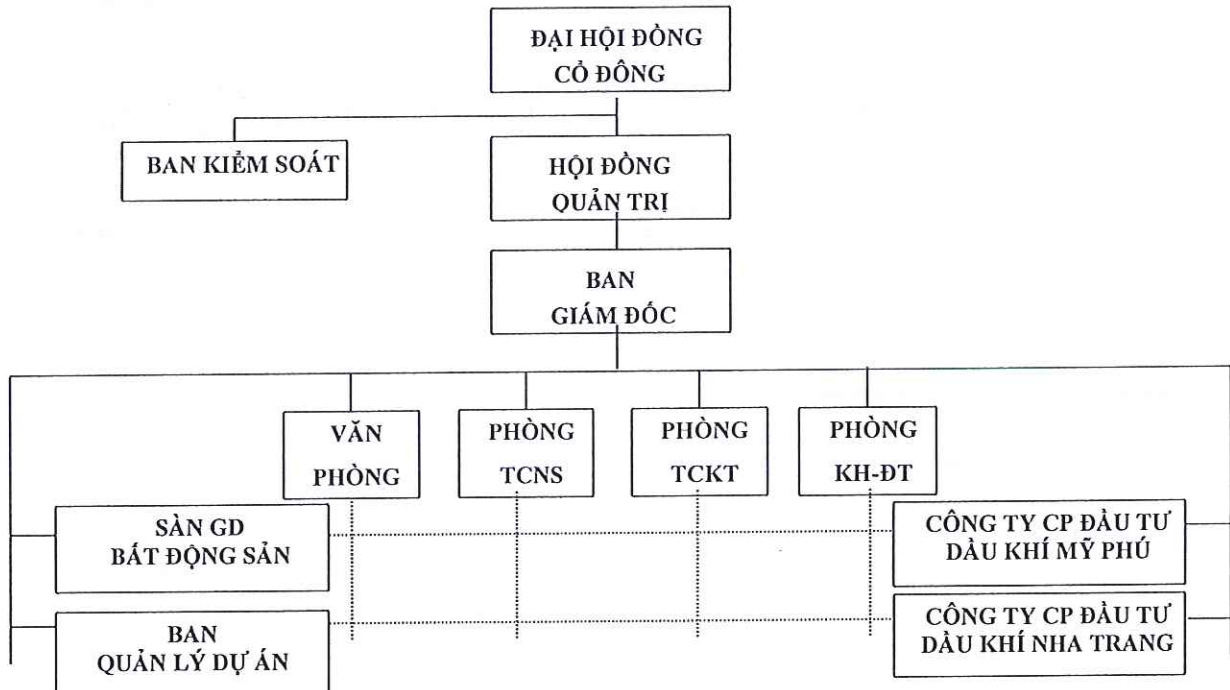 ĐẠI HỘI ĐỒNG
CỔ ĐÔNG
BAN KIỂM SOÁT
HỘI ĐỒNG
QUẢN TRỊ
BAN
GIÁM ĐỐC
VĂN
PHÒNG
PHÒNG
TCNS
PHÒNG
TCKT
PHÒNG
KH-ĐT
SÀN GD
BẤT ĐỘNG SẢN
CÔNG TY CP ĐẦU TƯ
DẦU KHÍ MỸ PHÚ
BAN
QUẢN LÝ DỰ ÁN
CÔNG TY CP ĐẦU TƯ
DẦU KHÍ NHA TRANG